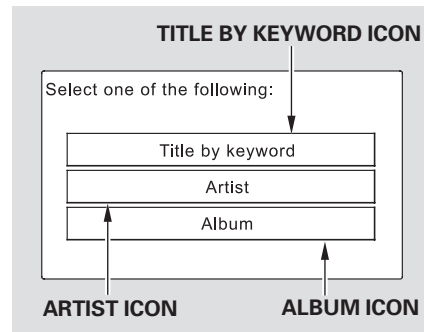 TITLE BY KEYWORD ICON
Select one of the following:
Title by keyword
Artist
Album
ARTIST ICON
ALBUM ICON